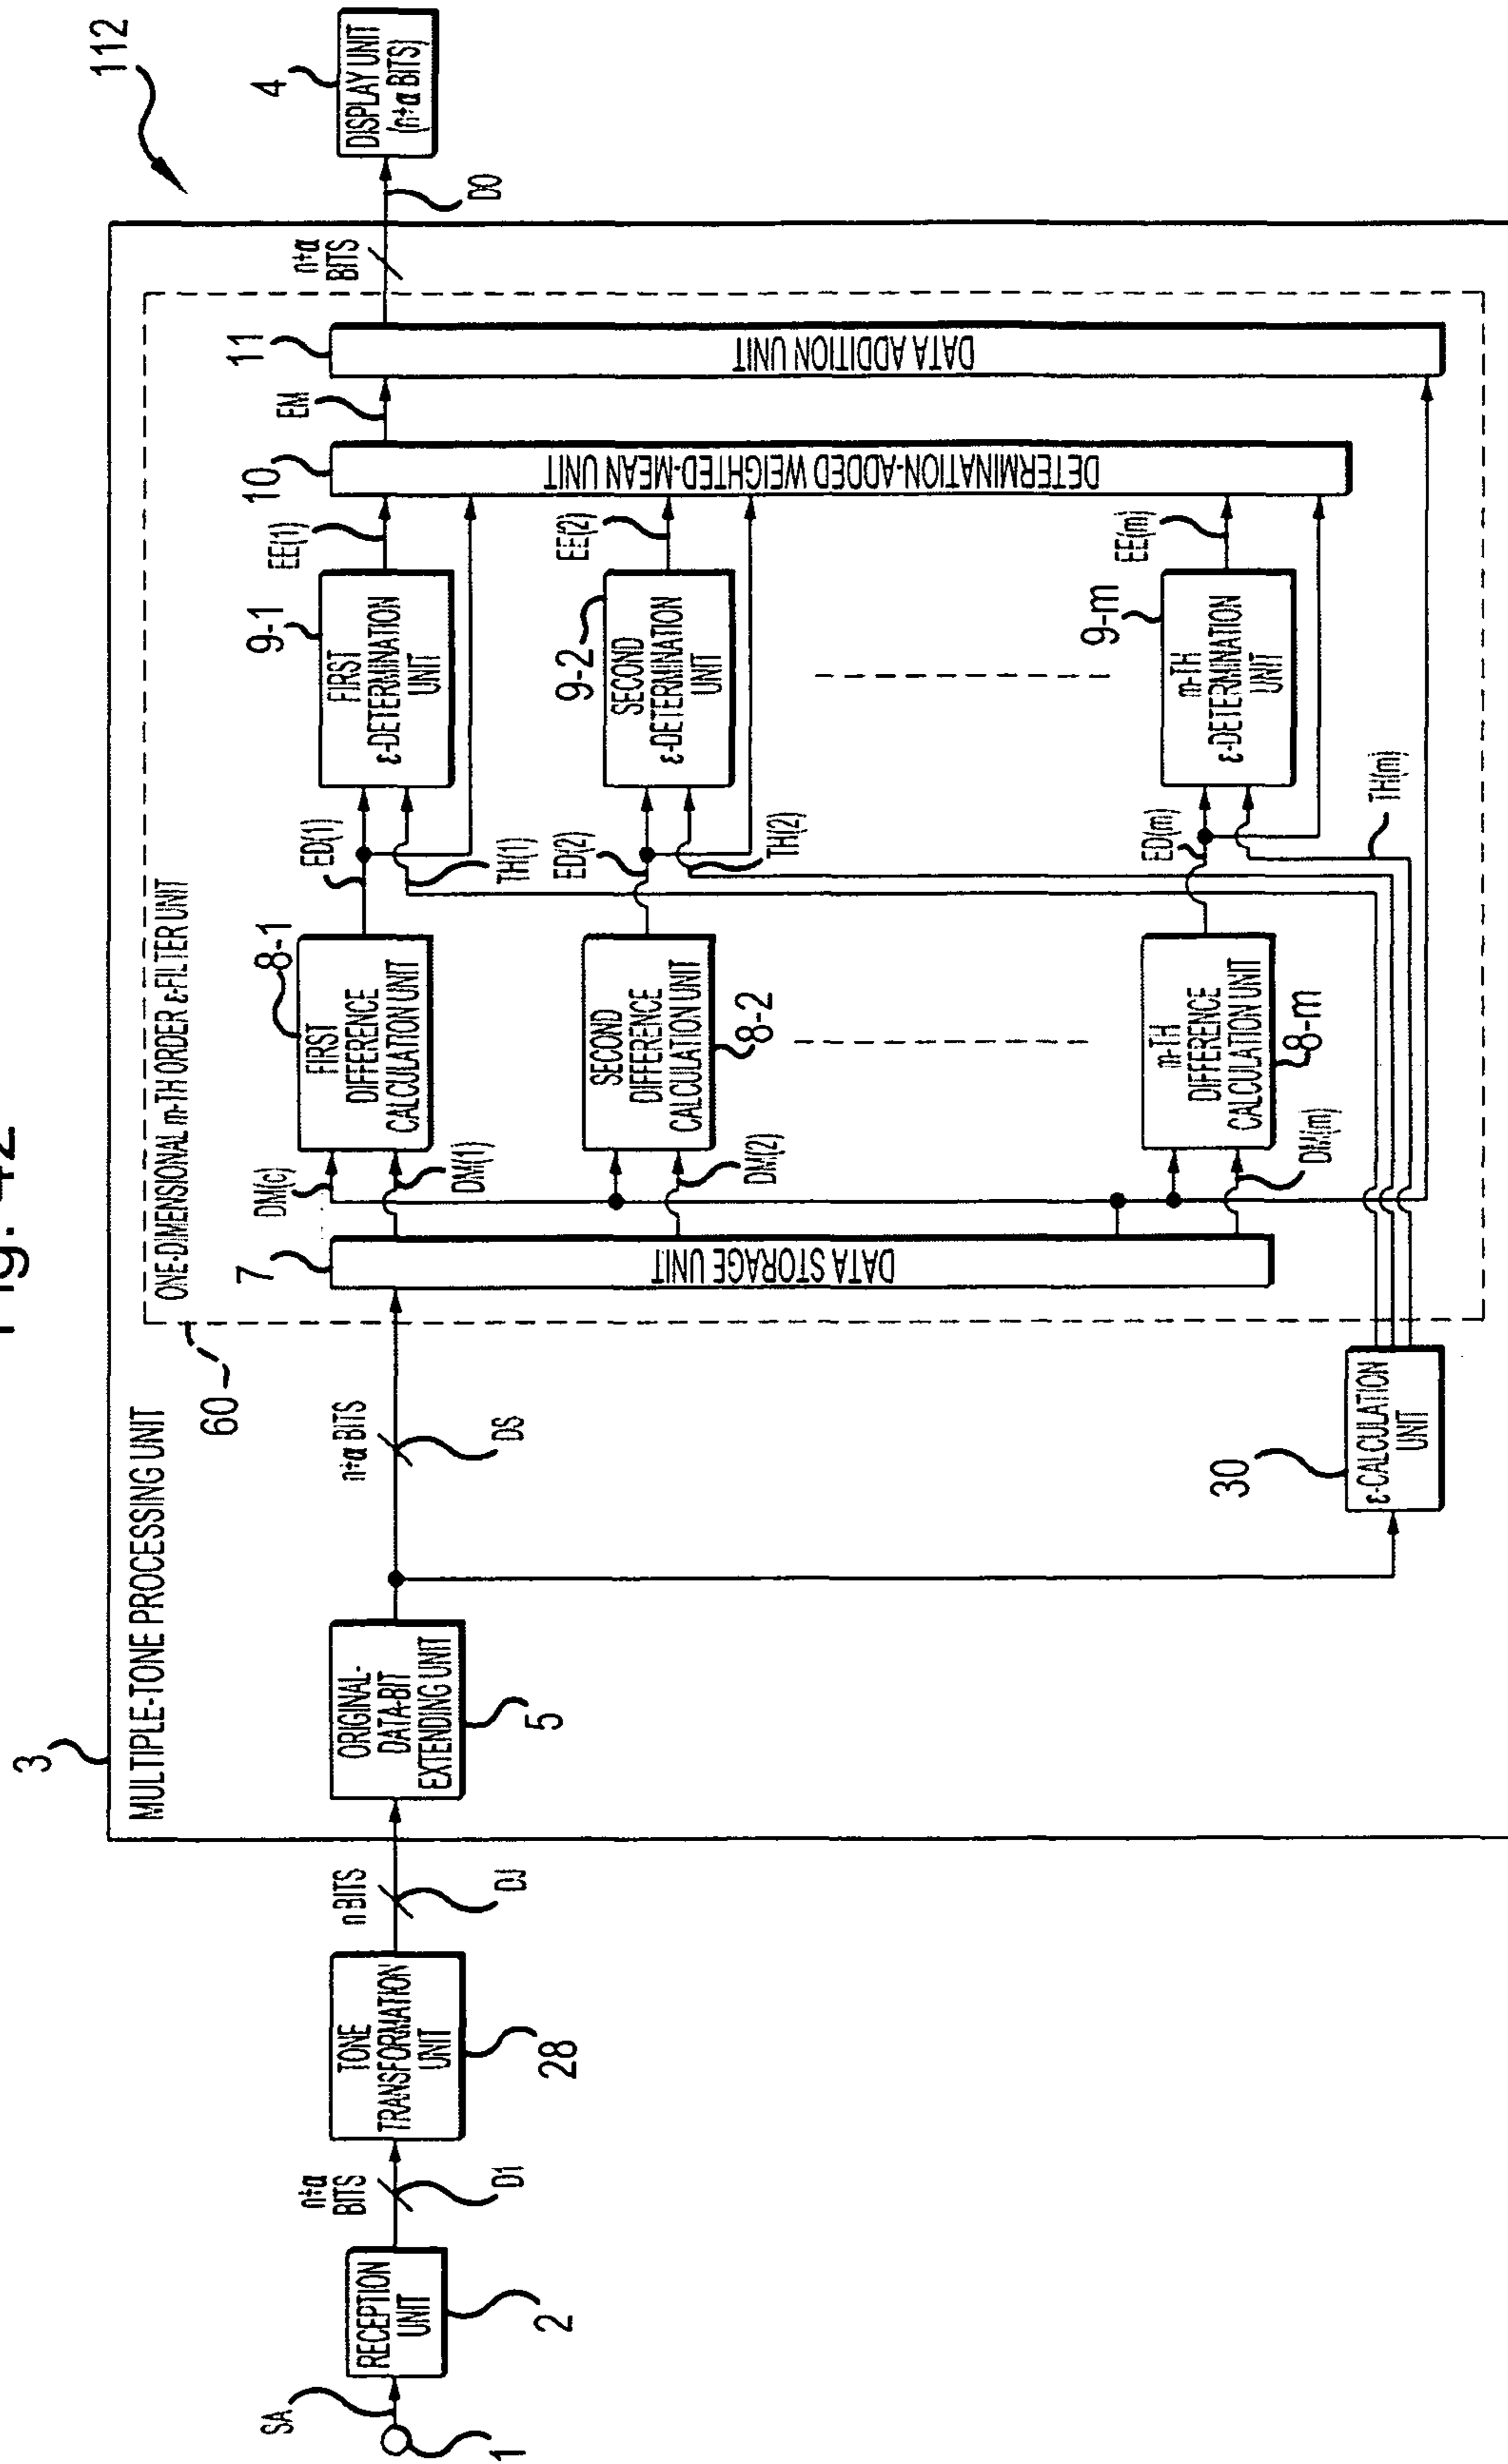 Fig. 42
112
3
MULTIPLE-TONE PROCESSING UNIT
60
ONE-DIMENSIONAL m-TH ORDER ε-FILTER UNIT
SA
1
RECEPTION
UNIT
2
n+α
BITS
D1
TONE
TRANSFORMATION
UNIT
28
n BITS
DJ
ORIGINAL-
DATA-BIT
EXTENDING UNIT
5
n+α BITS
DS
7
DATA STORAGE UNIT
DM(c)
DM(1)
8-1
FIRST
DIFFERENCE
CALCULATION UNIT
ED(1)
TH(1)
9-1
FIRST
ε-DETERMINATION
UNIT
EE(1)
10
DETERMINATION-ADDED WEIGHTED-MEAN UNIT
EM
11
DATA ADDITION UNIT
n+α
BITS
DO
4
DISPLAY UNIT
(n+α BITS)
DM(2)
SECOND
DIFFERENCE
CALCULATION UNIT
8-2
ED(2)
TH(2)
9-2
SECOND
ε-DETERMINATION
UNIT
EE(2)
DM(m)
m-TH
DIFFERENCE
CALCULATION UNIT
8-m
ED(m)
TH(m)
9-m
m-TH
ε-DETERMINATION
UNIT
EE(m)
30
ε-CALCULATION
UNIT